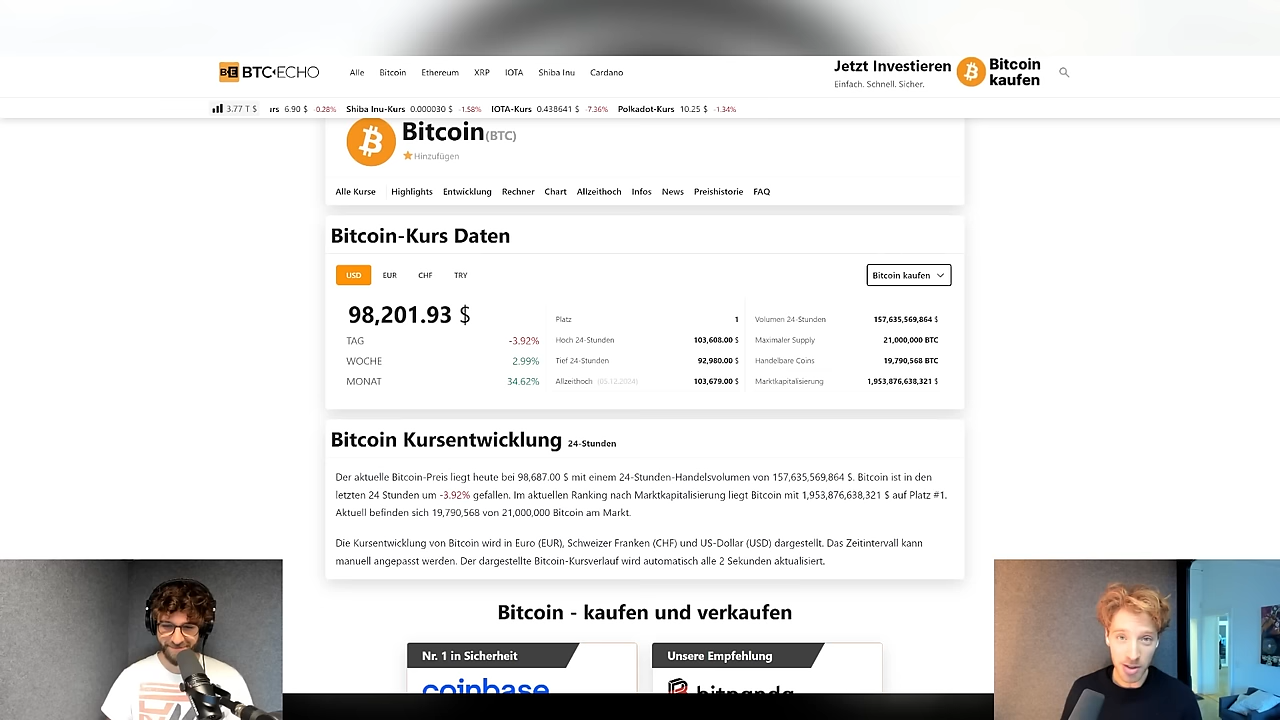 BE BTC-ECHO
Alle Bitcoin Ethereum XRP IOTA Shiba Inu Cardano
Jetzt Investieren
Einfach. Schnell. Sicher.
Bitcoin
kaufen
3.77 T $ 6.90 $ -0.28% Shiba Inu-Kurs 0.000030 $ -1.58% IOTA-Kurs 0.438641 $ -7.36% Polkadot-Kurs 10.25 $ -1.34%
Bitcoin (BTC)
Hinzufügen
Alle Kurse Highlights Entwicklung Rechner Chart Allzeithoch Infos News Preishistorie FAQ
Bitcoin-Kurs Daten
USD EUR CHF TRY
Bitcoin kaufen
98,201.93 $
TAG -3.92%
WOCHE 2.99%
MONAT 34.62%
Platz 1
Hoch 24-Stunden 103,608.00 $
Tief 24-Stunden 92,980.00 $
Allzeithoch (05.12.2024) 103,679.00 $
Volumen 24-Stunden 157,635,569,864 $
Maximaler Supply 21,000,000 BTC
Handelbare Coins 19,790,568 BTC
Marktkapitalisierung 1,953,876,638,321 $
Bitcoin Kursentwicklung 24-Stunden
Der aktuelle Bitcoin-Preis liegt heute bei 98,687.00 $ mit einem 24-Stunden-Handelsvolumen von 157,635,569,864 $. Bitcoin ist in den
letzten 24 Stunden um -3.92% gefallen. Im aktuellen Ranking nach Marktkapitalisierung liegt Bitcoin mit 1,953,876,638,321 $ auf Platz #1.
Aktuell befinden sich 19,790,568 von 21,000,000 Bitcoin am Markt.
Die Kursentwicklung von Bitcoin wird in Euro (EUR), Schweizer Franken (CHF) und US-Dollar (USD) dargestellt. Das Zeitintervall kann
manuell angepasst werden. Der dargestellte Bitcoin-Kursverlauf wird automatisch alle 2 Sekunden aktualisiert.
Bitcoin - kaufen und verkaufen
Nr. 1 in Sicherheit
coinbase
Unsere Empfehlung
bitpanda